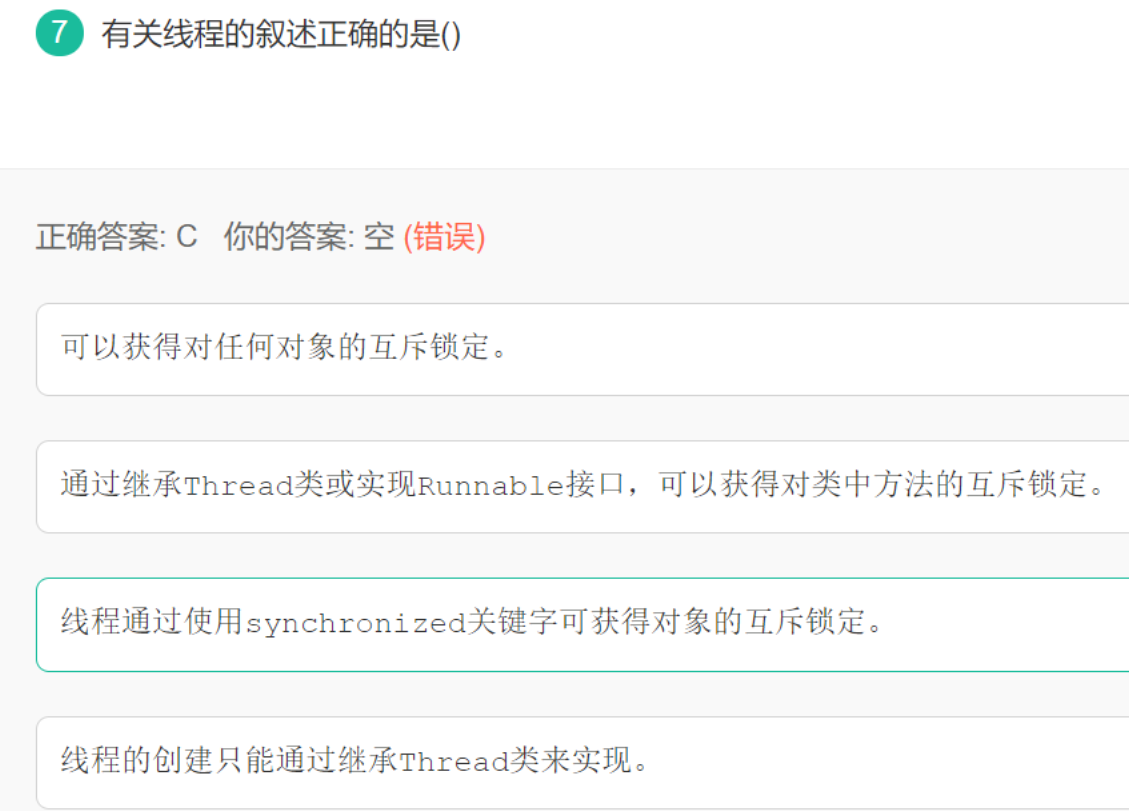 7 有关线程的叙述正确的是()
正确答案: C 你的答案: 空 (错误)
可以获得对任何对象的互斥锁定。
通过继承Thread类或实现Runnable接口，可以获得对类中方法的互斥锁定。
线程通过使用synchronized关键字可获得对象的互斥锁定。
线程的创建只能通过继承Thread类来实现。